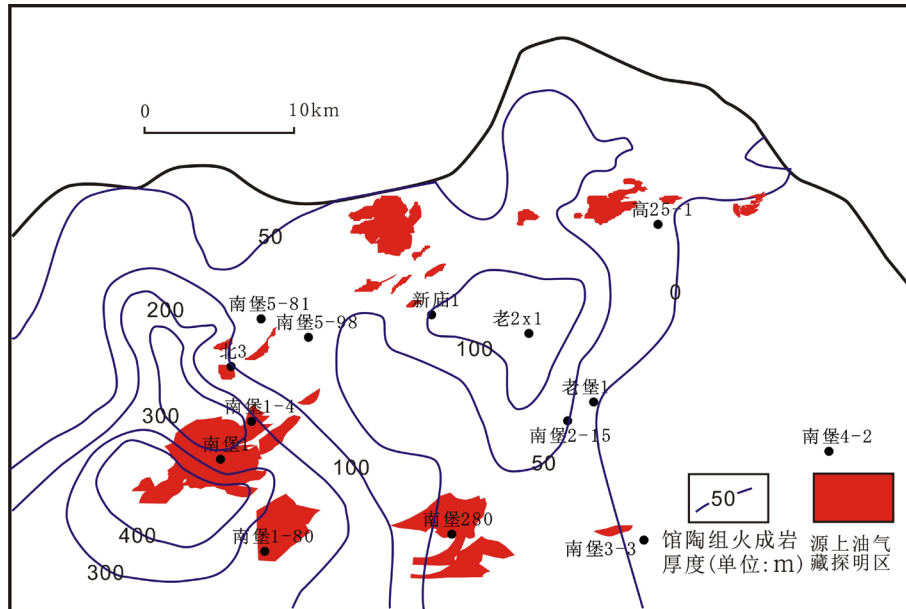 0
10km
50
高25-1
0
200
南堡5-81
南堡5-98
新庙1
老2x1
100
北3
老堡1
300
南堡1-4
南堡2-15
南堡1
100
50
南堡4-2
50
400
南堡1-80
南堡280
南堡3-3
300
馆陶组火成岩
厚度(单位:m)
源上油气
藏探明区